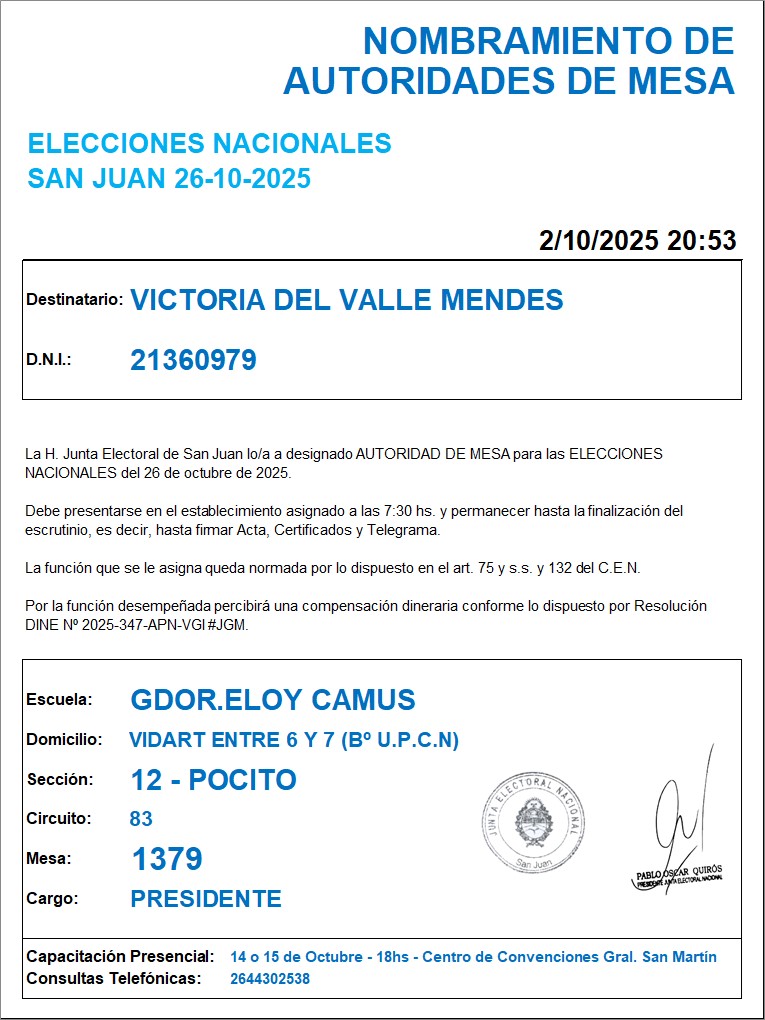 NOMBRAMIENTO DE
AUTORIDADES DE MESA
ELECCIONES NACIONALES
SAN JUAN 26-10-2025
2/10/2025 20:53
Destinatario: VICTORIA DEL VALLE MENDES
D.N.I.: 21360979
La H. Junta Electoral de San Juan lo/a a designado AUTORIDAD DE MESA para las ELECCIONES
NACIONALES del 26 de octubre de 2025.
Debe presentarse en el establecimiento asignado a las 7:30 hs. y permanecer hasta la finalización del
escrutinio, es decir, hasta firmar Acta, Certificados y Telegrama.
La función que se le asigna queda normada por lo dispuesto en el art. 75 y s.s. y 132 del C.E.N.
Por la función desempeñada percibirá una compensación dineraria conforme lo dispuesto por Resolución
DINE Nº 2025-347-APN-VGI#JGM.
Escuela: GDOR.ELOY CAMUS
Domicilio: VIDART ENTRE 6 Y 7 (Bº U.P.C.N)
Sección: 12 - POCITO
Circuito: 83
Mesa: 1379
Cargo: PRESIDENTE
JUNTA ELECTORAL NACIONAL
San Juan
PABLO OSCAR QUIRÓS
PRESIDENTE JUNTA ELECTORAL NACIONAL
Capacitación Presencial: 14 o 15 de Octubre - 18hs - Centro de Convenciones Gral. San Martín
Consultas Telefónicas: 2644302538